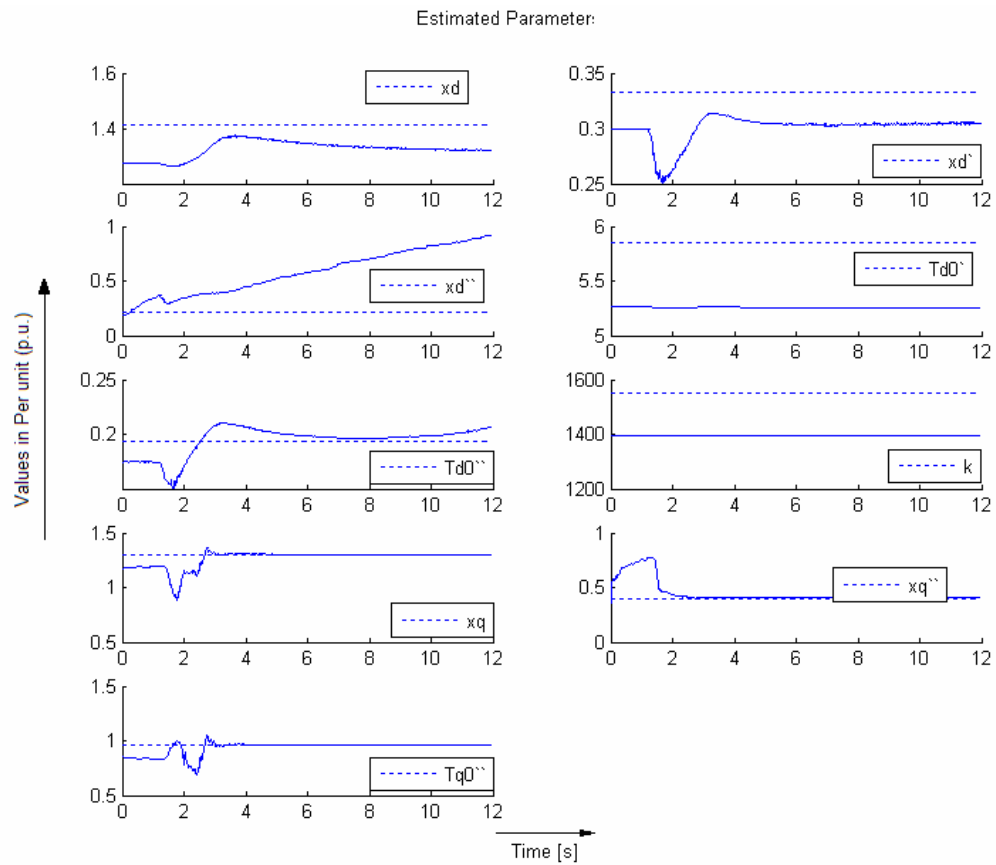 Estimated Parameter:
1.6
1.4
xd
0 2 4 6 8 10 12
0.35
0.3
0.25
xd`
0 2 4 6 8 10 12
1
0.5
0
xd``
0 2 4 6 8 10 12
6
5.5
5
Td0`
0 2 4 6 8 10 12
0.25
0.2
Td0``
0 2 4 6 8 10 12
1600
1400
1200
k
0 2 4 6 8 10 12
1.5
1
0.5
xq
0 2 4 6 8 10 12
1
0.5
0
xq``
0 2 4 6 8 10 12
1.5
1
0.5
Tq0``
0 2 4 6 8 10 12
Values in Per unit (p.u.)
Time [s]